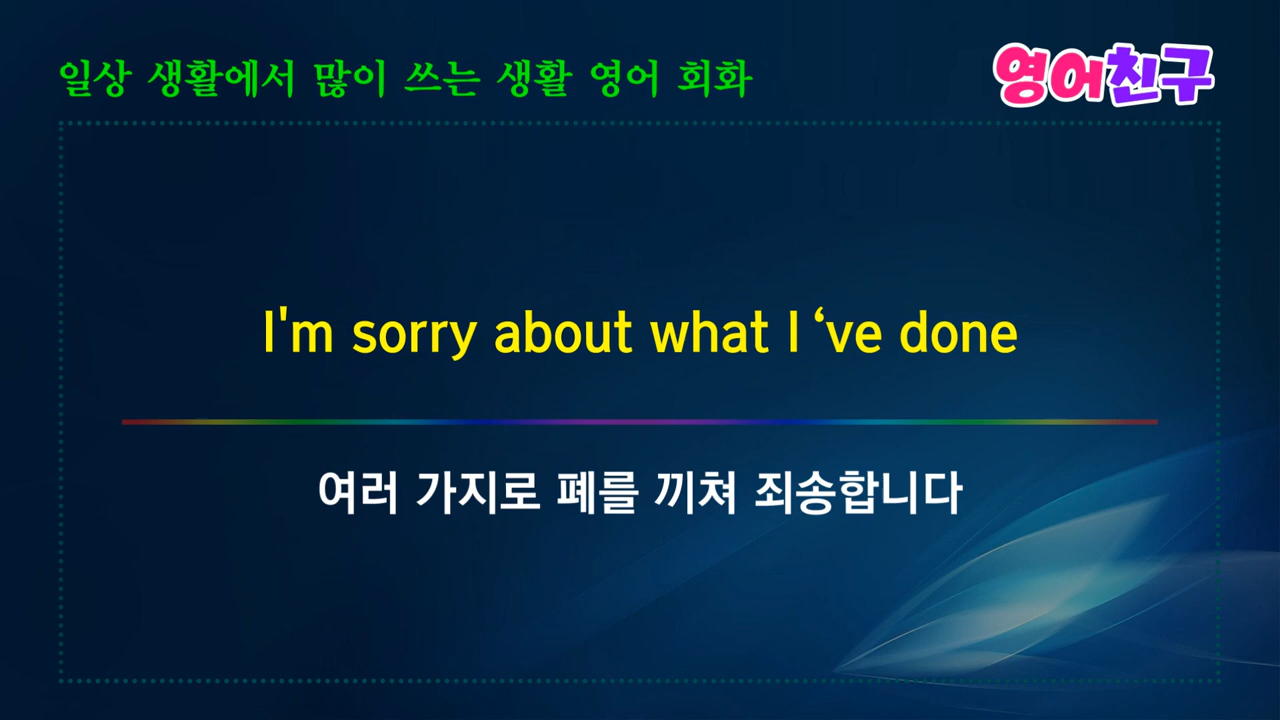 일상 생활에서 많이 쓰는 생활 영어 회화
영어친구
I'm sorry about what I ‘ve done
여러 가지로 폐를 끼쳐 죄송합니다